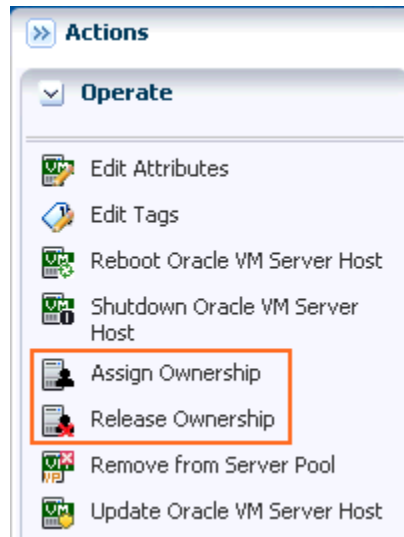 Actions
Operate
Edit Attributes
Edit Tags
Reboot Oracle VM Server Host
Shutdown Oracle VM Server
Host
Assign Ownership
Release Ownership
Remove from Server Pool
Update Oracle VM Server Host